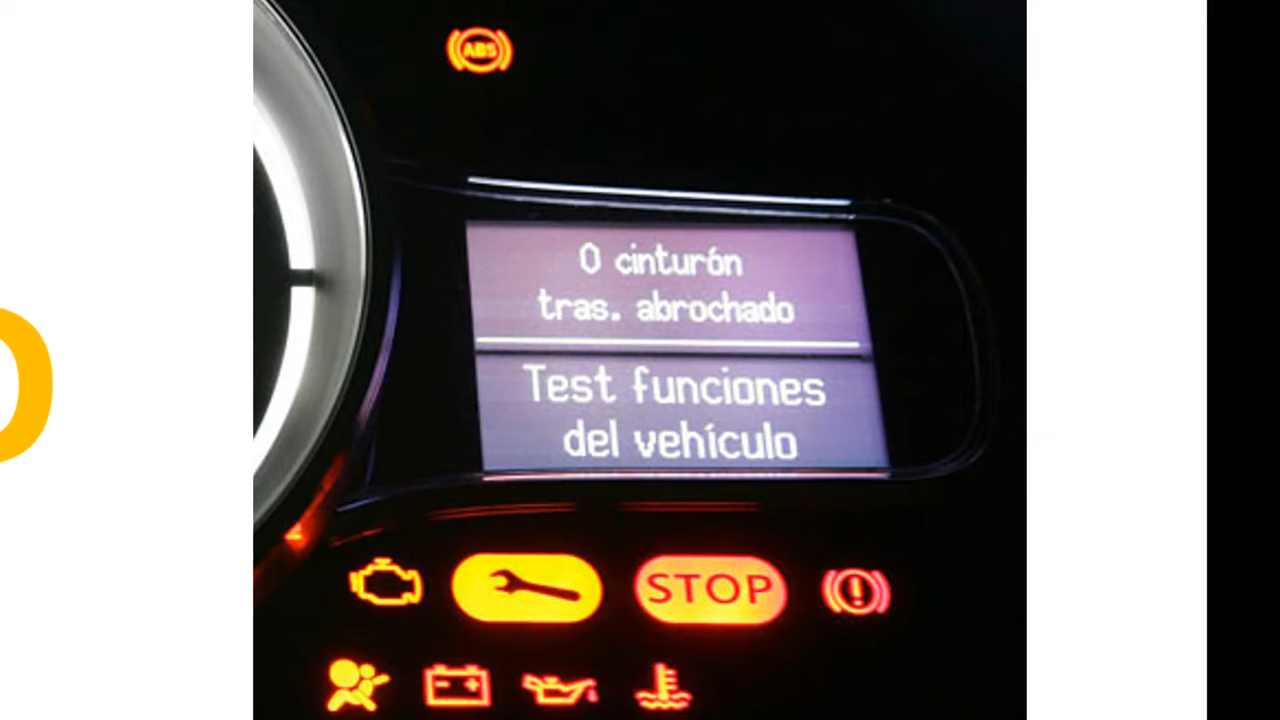 ABS
0 cinturón
tras. abrochado
Test funciones
del vehículo
STOP